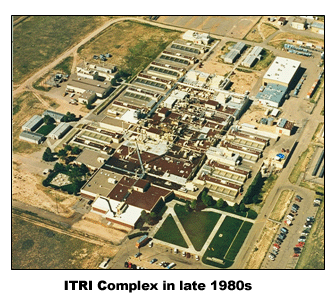 ITRI Complex in late 1980s